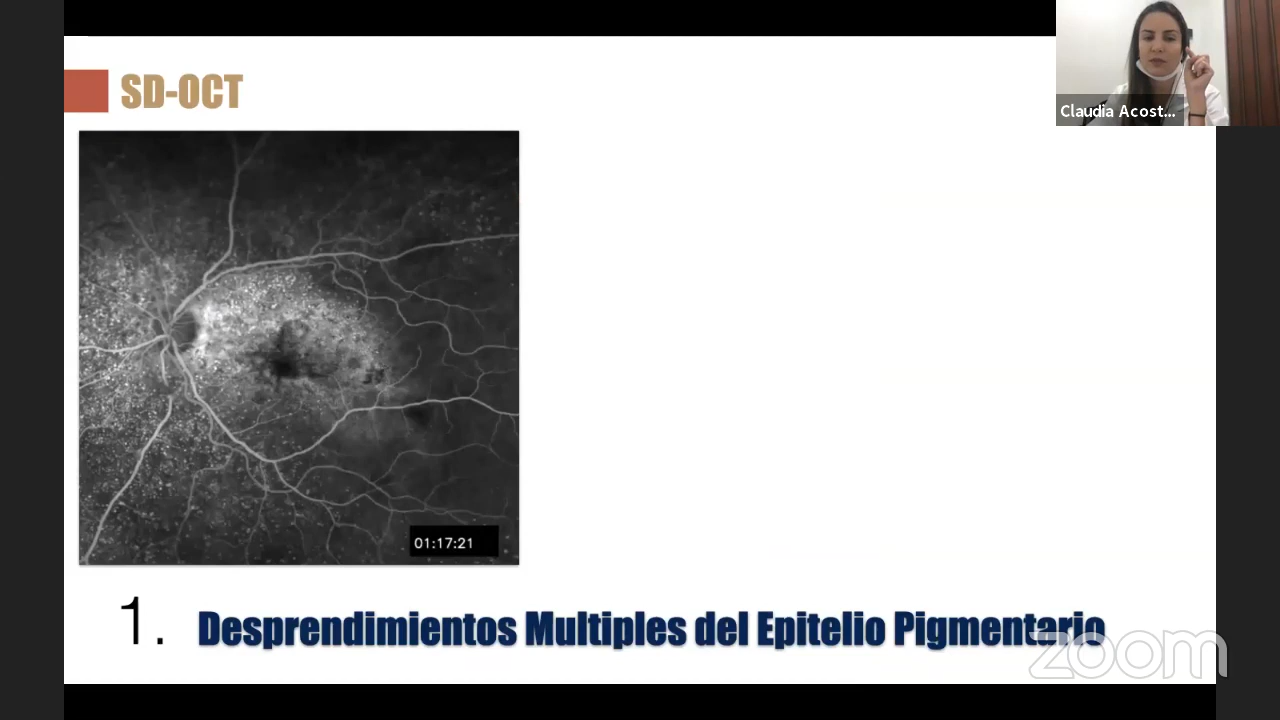 SD-OCT
Claudia Acost...
01:17:21
1. Desprendimientos Multiples del Epitelio Pigmentario
zoom